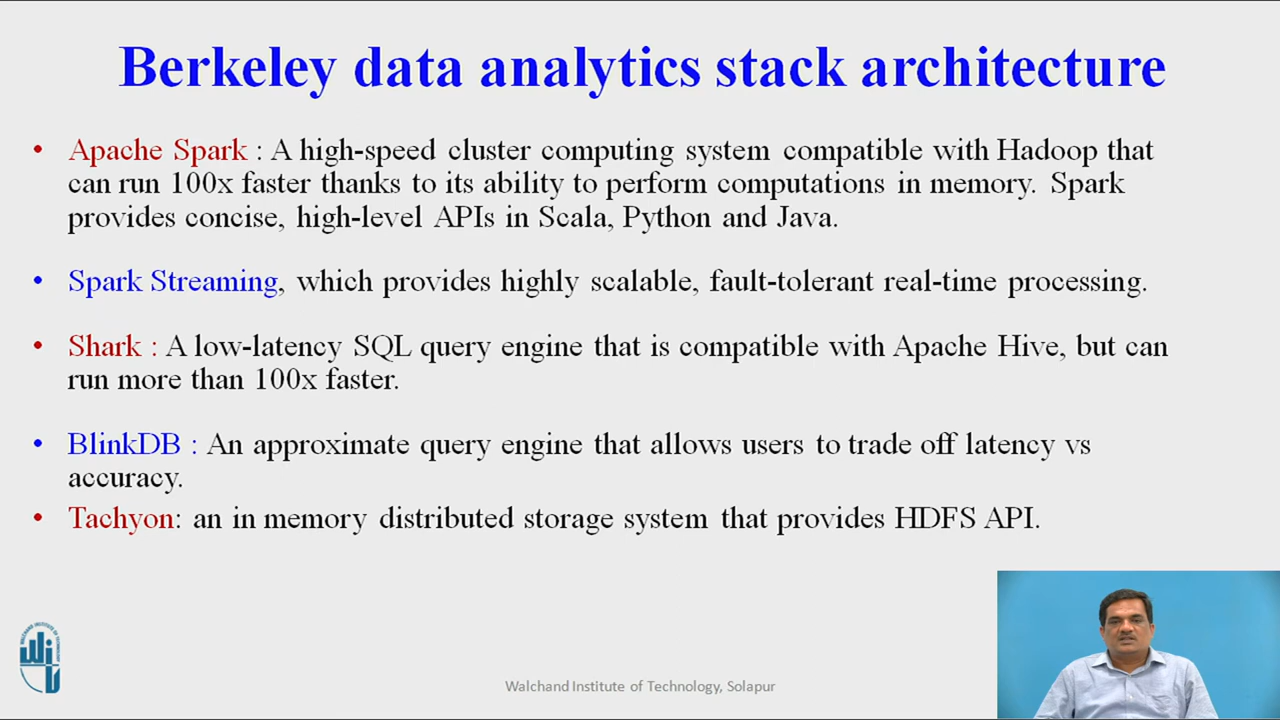 Berkeley data analytics stack architecture
• Apache Spark : A high-speed cluster computing system compatible with Hadoop that
can run 100x faster thanks to its ability to perform computations in memory. Spark
provides concise, high-level APIs in Scala, Python and Java.
• Spark Streaming, which provides highly scalable, fault-tolerant real-time processing.
• Shark : A low-latency SQL query engine that is compatible with Apache Hive, but can
run more than 100x faster.
• BlinkDB : An approximate query engine that allows users to trade off latency vs
accuracy.
• Tachyon: an in memory distributed storage system that provides HDFS API.
WALCHAND INSTITUTE OF TECHNOLOGY
Walchand Institute of Technology, Solapur